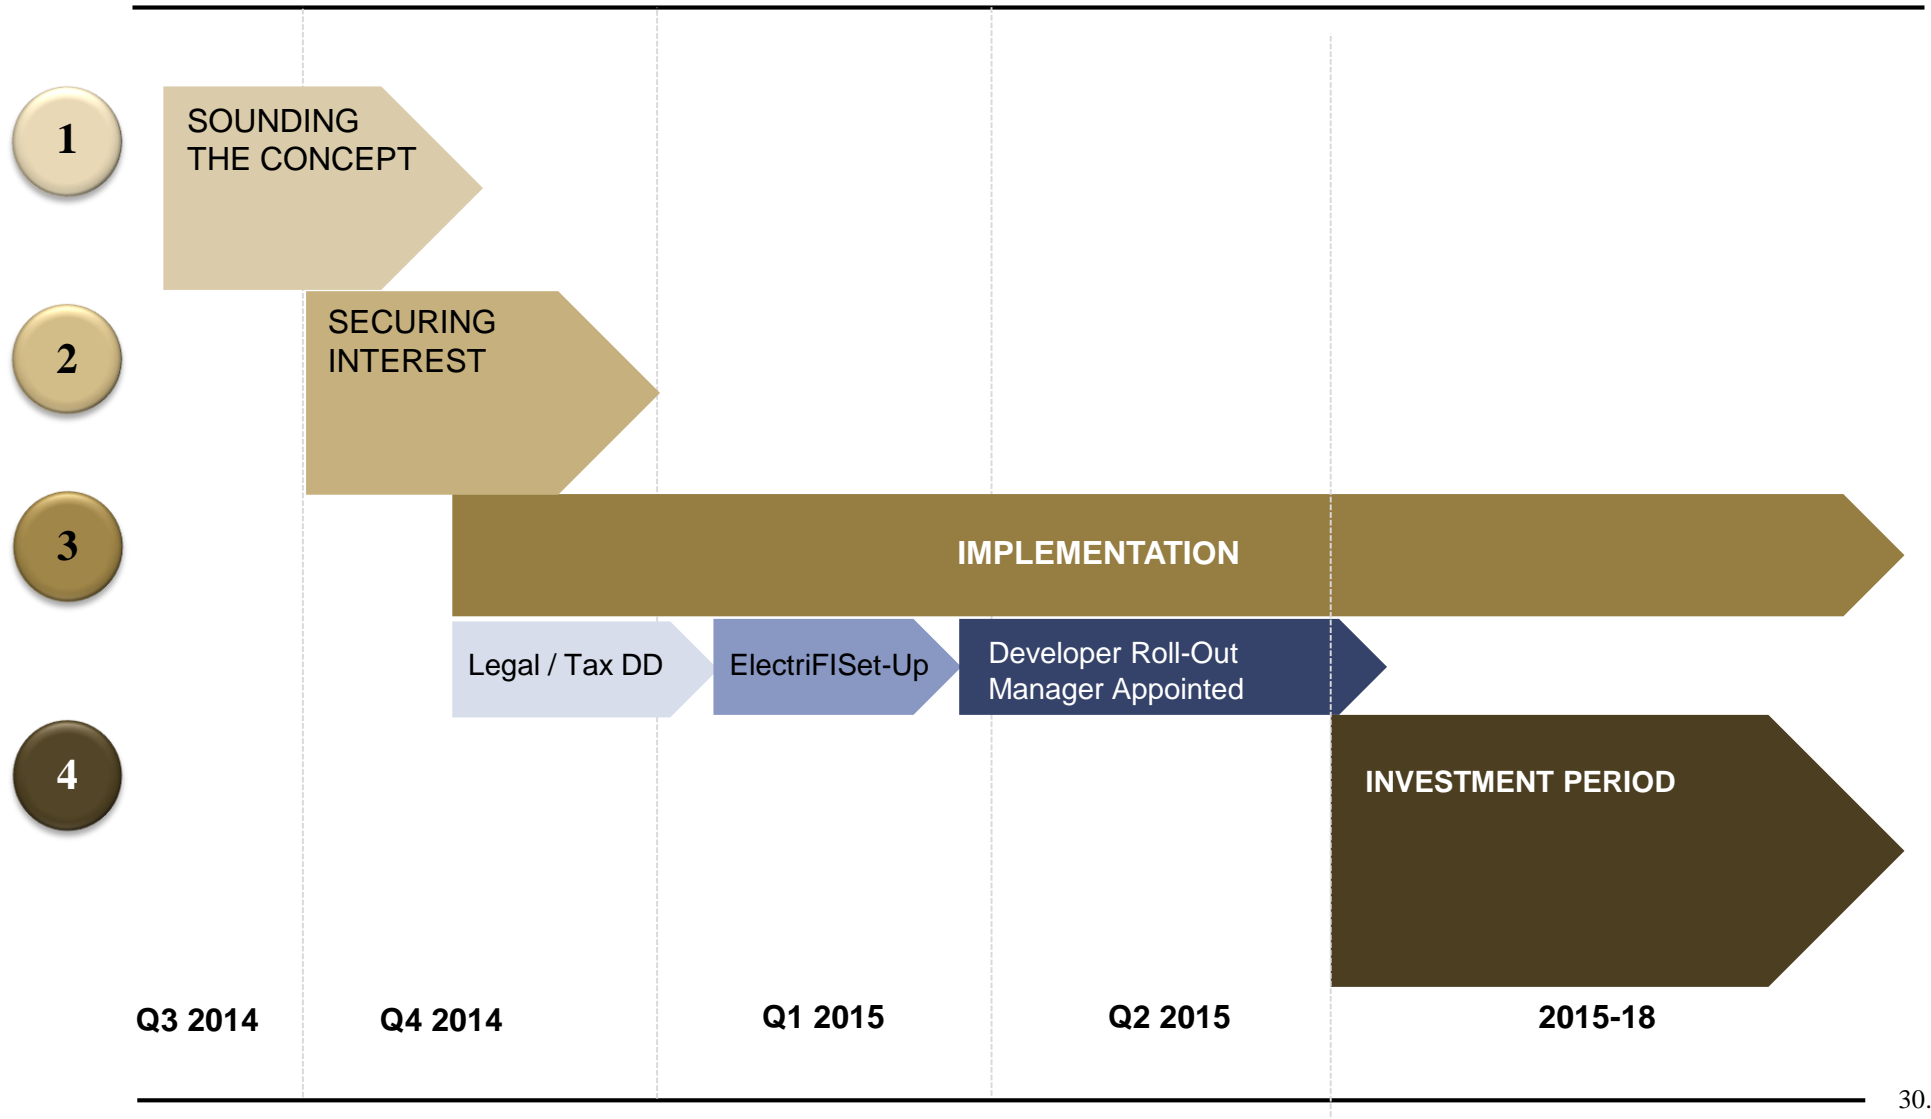 1
SOUNDING
THE CONCEPT
2
SECURING
INTEREST
3
IMPLEMENTATION
Legal / Tax DD
ElectriFISet-Up
Developer Roll-Out
Manager Appointed
4
INVESTMENT PERIOD
Q3 2014
Q4 2014
Q1 2015
Q2 2015
2015-18
30.